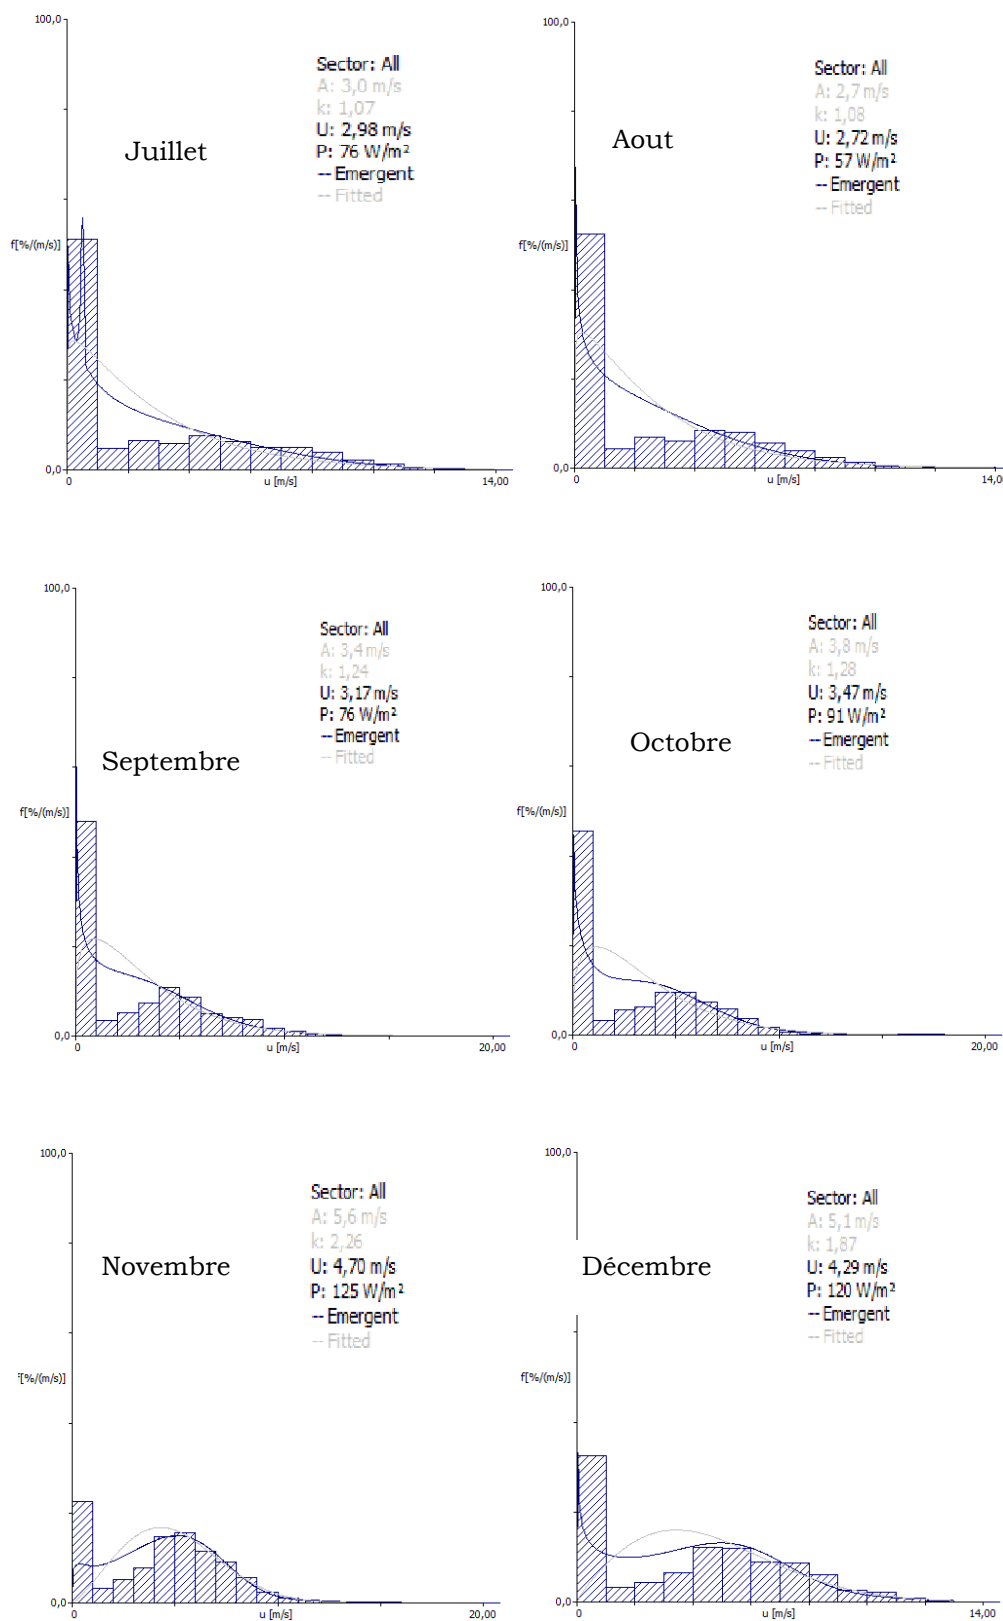 100,0
Sector: All
A: 3,0 m/s
k: 1,07
U: 2,98 m/s
P: 76 W/m²
-- Emergent
-- Fitted
Juillet
f[%/(m/s)]
0,0
0
u [m/s]
14,00
100,0
Sector: All
A: 2,7 m/s
k: 1,08
U: 2,72 m/s
P: 57 W/m²
-- Emergent
-- Fitted
Aout
f[%/(m/s)]
0,0
0
u [m/s]
14,00
100,0
Sector: All
A: 3,4 m/s
k: 1,24
U: 3,17 m/s
P: 76 W/m²
-- Emergent
-- Fitted
Septembre
f[%/(m/s)]
0,0
0
u [m/s]
20,00
100,0
Sector: All
A: 3,8 m/s
k: 1,28
U: 3,47 m/s
P: 91 W/m²
-- Emergent
-- Fitted
Octobre
f[%/(m/s)]
0,0
0
u [m/s]
20,00
100,0
Sector: All
A: 5,6 m/s
k: 2,26
U: 4,70 m/s
P: 125 W/m²
-- Emergent
-- Fitted
Novembre
f[%/(m/s)]
0,0
0
u [m/s]
20,00
100,0
Sector: All
A: 5,1 m/s
k: 1,87
U: 4,29 m/s
P: 120 W/m²
-- Emergent
-- Fitted
Décembre
f[%/(m/s)]
0,0
0
u [m/s]
14,00